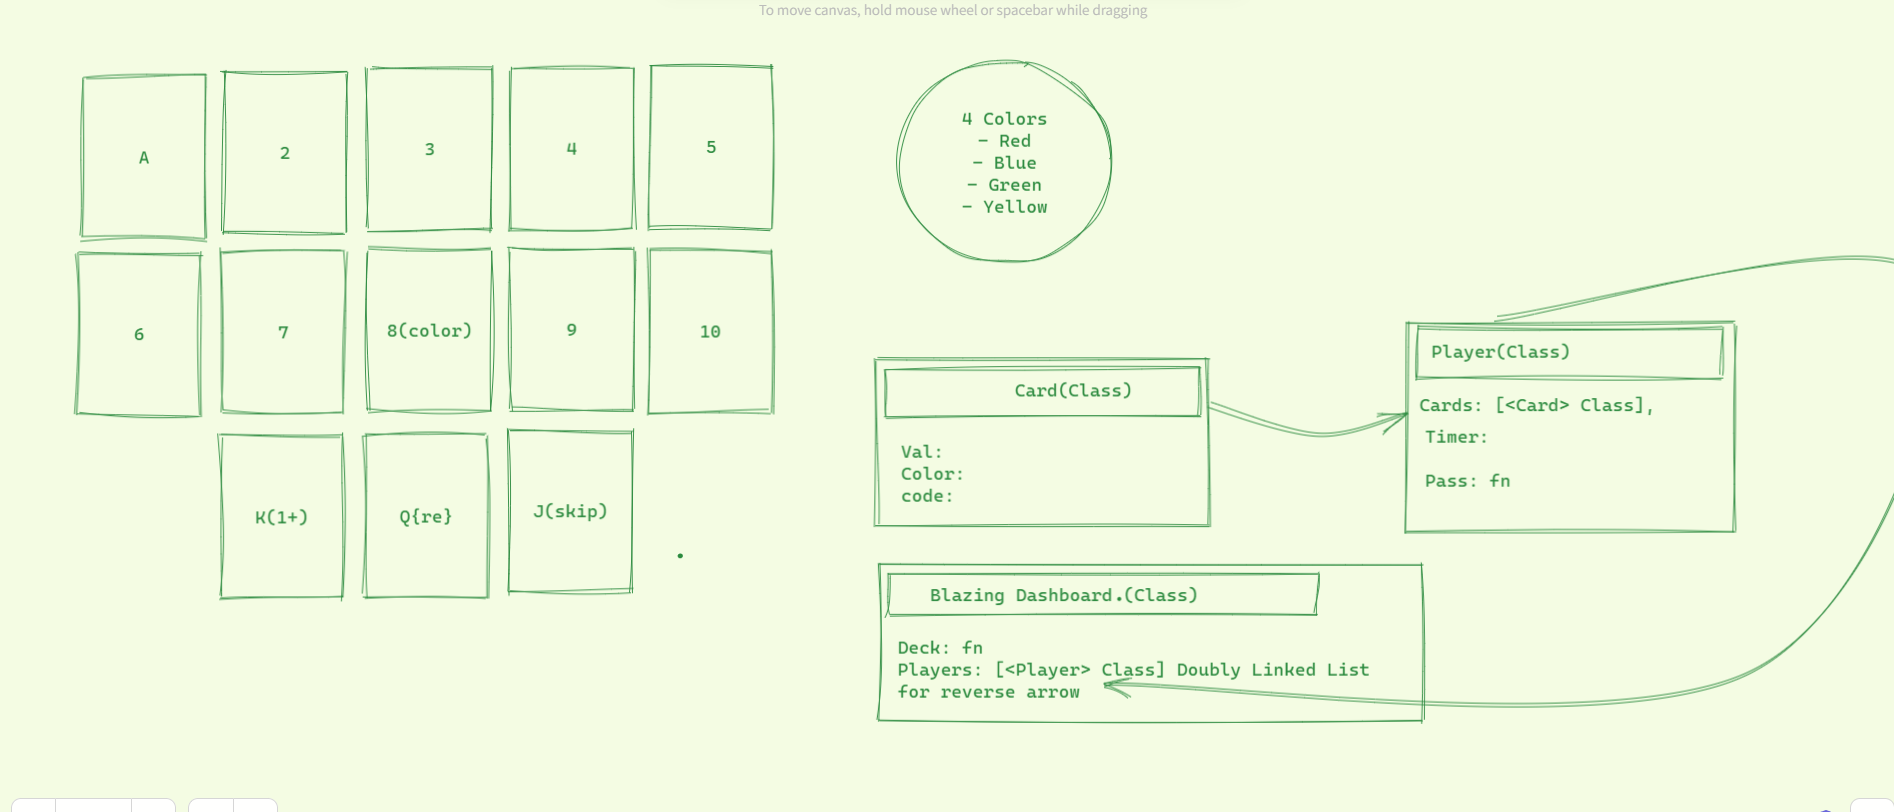 To move canvas, hold mouse wheel or spacebar while dragging
A
2
3
4
5
6
7
8(color)
9
10
K(1+)
Q{re}
J(skip)
4 Colors
- Red
- Blue
- Green
- Yellow
Card(Class)
Val:
Color:
code:
Player(Class)
Cards: [<Card> Class],
Timer:
Pass: fn
Blazing Dashboard.(Class)
Deck: fn
Players: [<Player> Class] Doubly Linked List
for reverse arrow